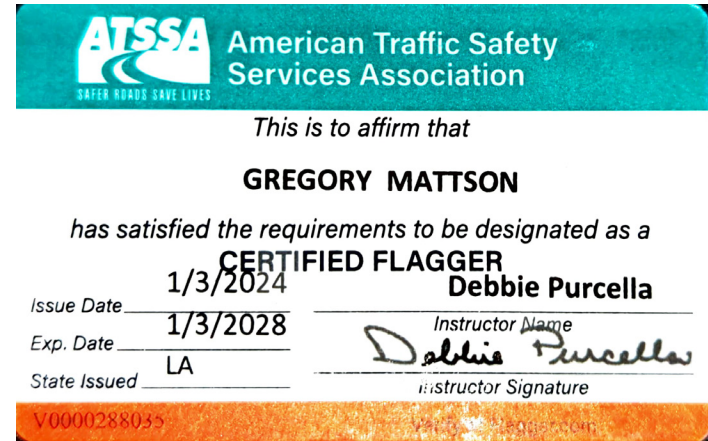 ATSSA
SAFER ROADS SAVE LIVES
American Traffic Safety
Services Association
This is to affirm that
GREGORY MATTSON
has satisfied the requirements to be designated as a
CERTIFIED FLAGGER
Issue Date 1/3/2024
Exp. Date 1/3/2028
State Issued LA
Debbie Purcella
Instructor Name
Debbie Purcella
Instructor Signature
V0000288035